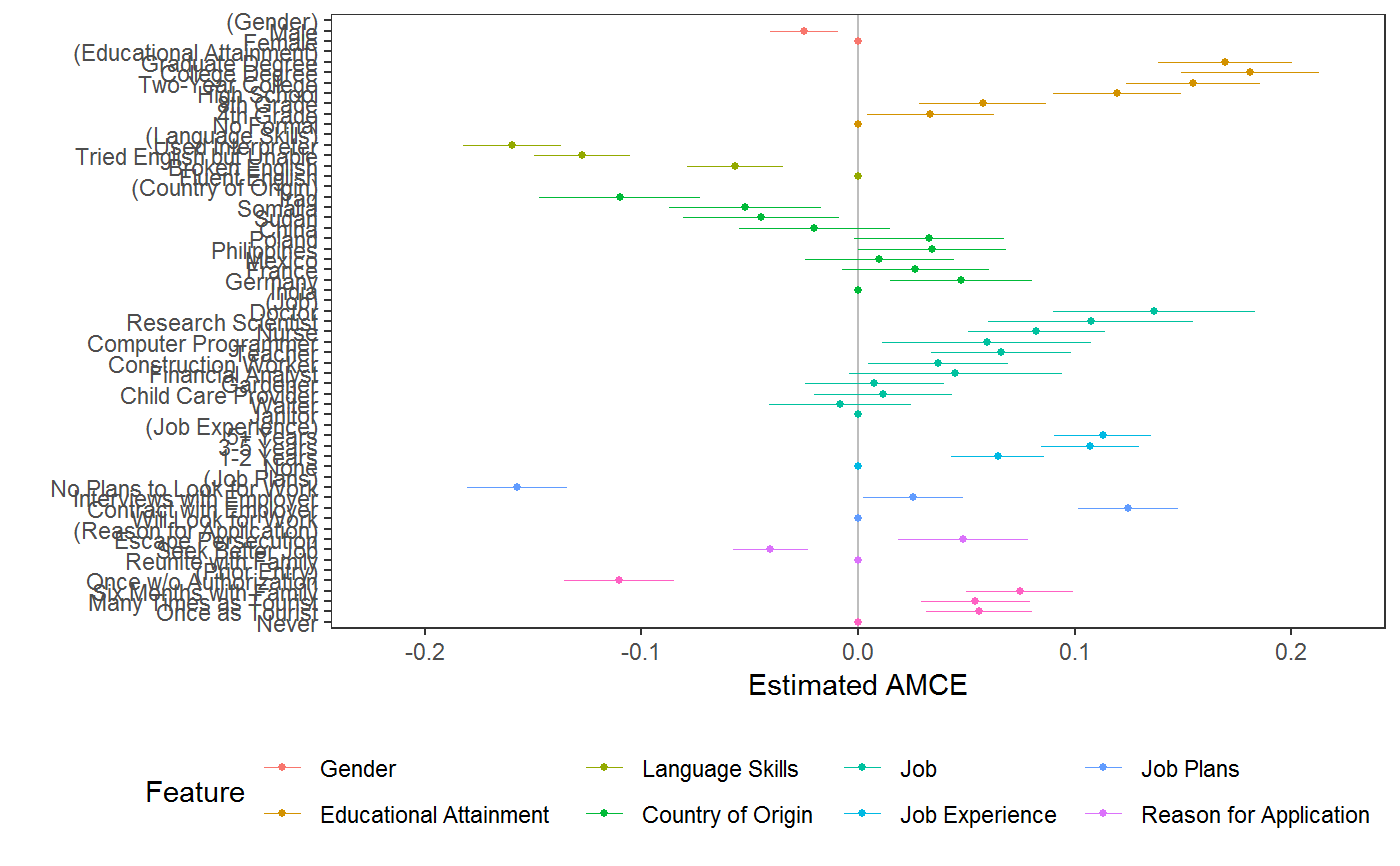 (Gender)
Male
Female
(Educational Attainment)
Graduate Degree
College Degree
Two-Year College
High School
8th Grade
4th Grade
No Formal
(Language Skills)
Used Interpreter
Tried English but Unable
Broken English
Fluent English
(Country of Origin)
Iraq
Somalia
Sudan
China
Poland
Philippines
Mexico
France
Germany
India
(Job)
Doctor
Research Scientist
Nurse
Computer Programmer
Teacher
Construction Worker
Financial Analyst
Gardener
Child Care Provider
Waiter
Janitor
(Job Experience)
5+ Years
3-5 Years
1-2 Years
None
(Job Plans)
No Plans to Look for Work
Interviews with Employer
Contract with Employer
Will Look for Work
(Reason for Application)
Escape Persecution
Seek Better Job
Reunite with Family
(Prior Entry)
Once w/o Authorization
Six Months with Family
Many Times as Tourist
Once as Tourist
Never
-0.2 -0.1 0.0 0.1 0.2
Estimated AMCE
Feature
Gender Language Skills Job Job Plans
Educational Attainment Country of Origin Job Experience Reason for Application